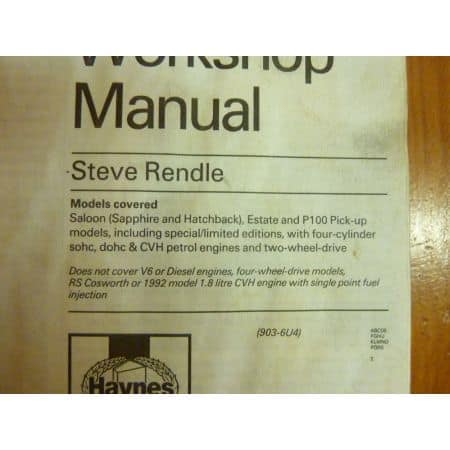 Workshop
Manual
Steve Rendle
Models covered
Saloon (Sapphire and Hatchback), Estate and P100 Pick-up
models, including special/limited editions, with four-cylinder
sohc, dohc & CVH petrol engines and two-wheel-drive
Does not cover V6 or Diesel engines, four-wheel-drive models,
RS Cosworth or 1992 model 1.8 litre CVH engine with single point fuel
injection
(903-6U4)
Haynes